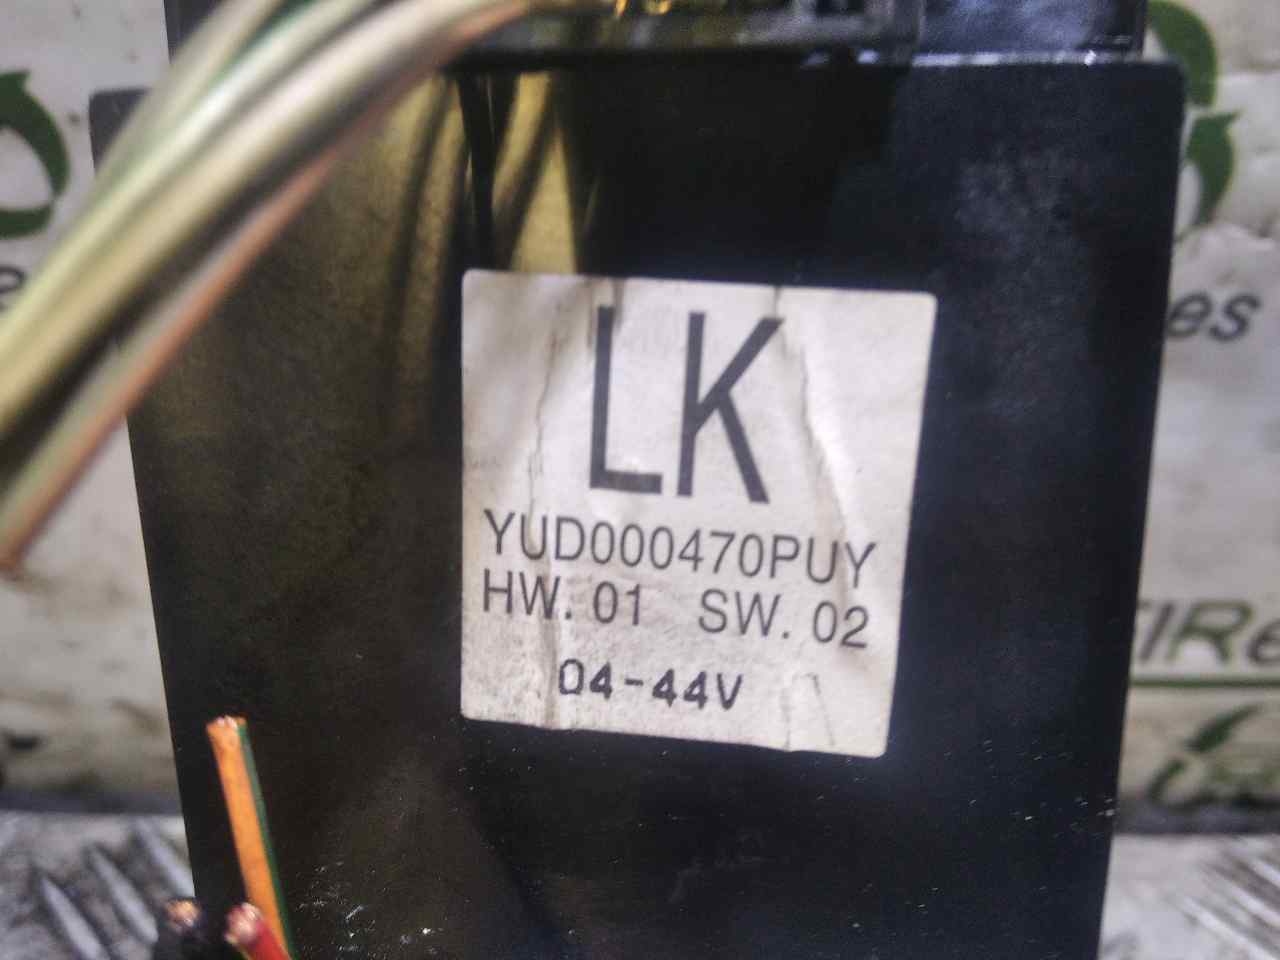 LK
YUD000470PUY
HW. 01 SW. 02
04-44V